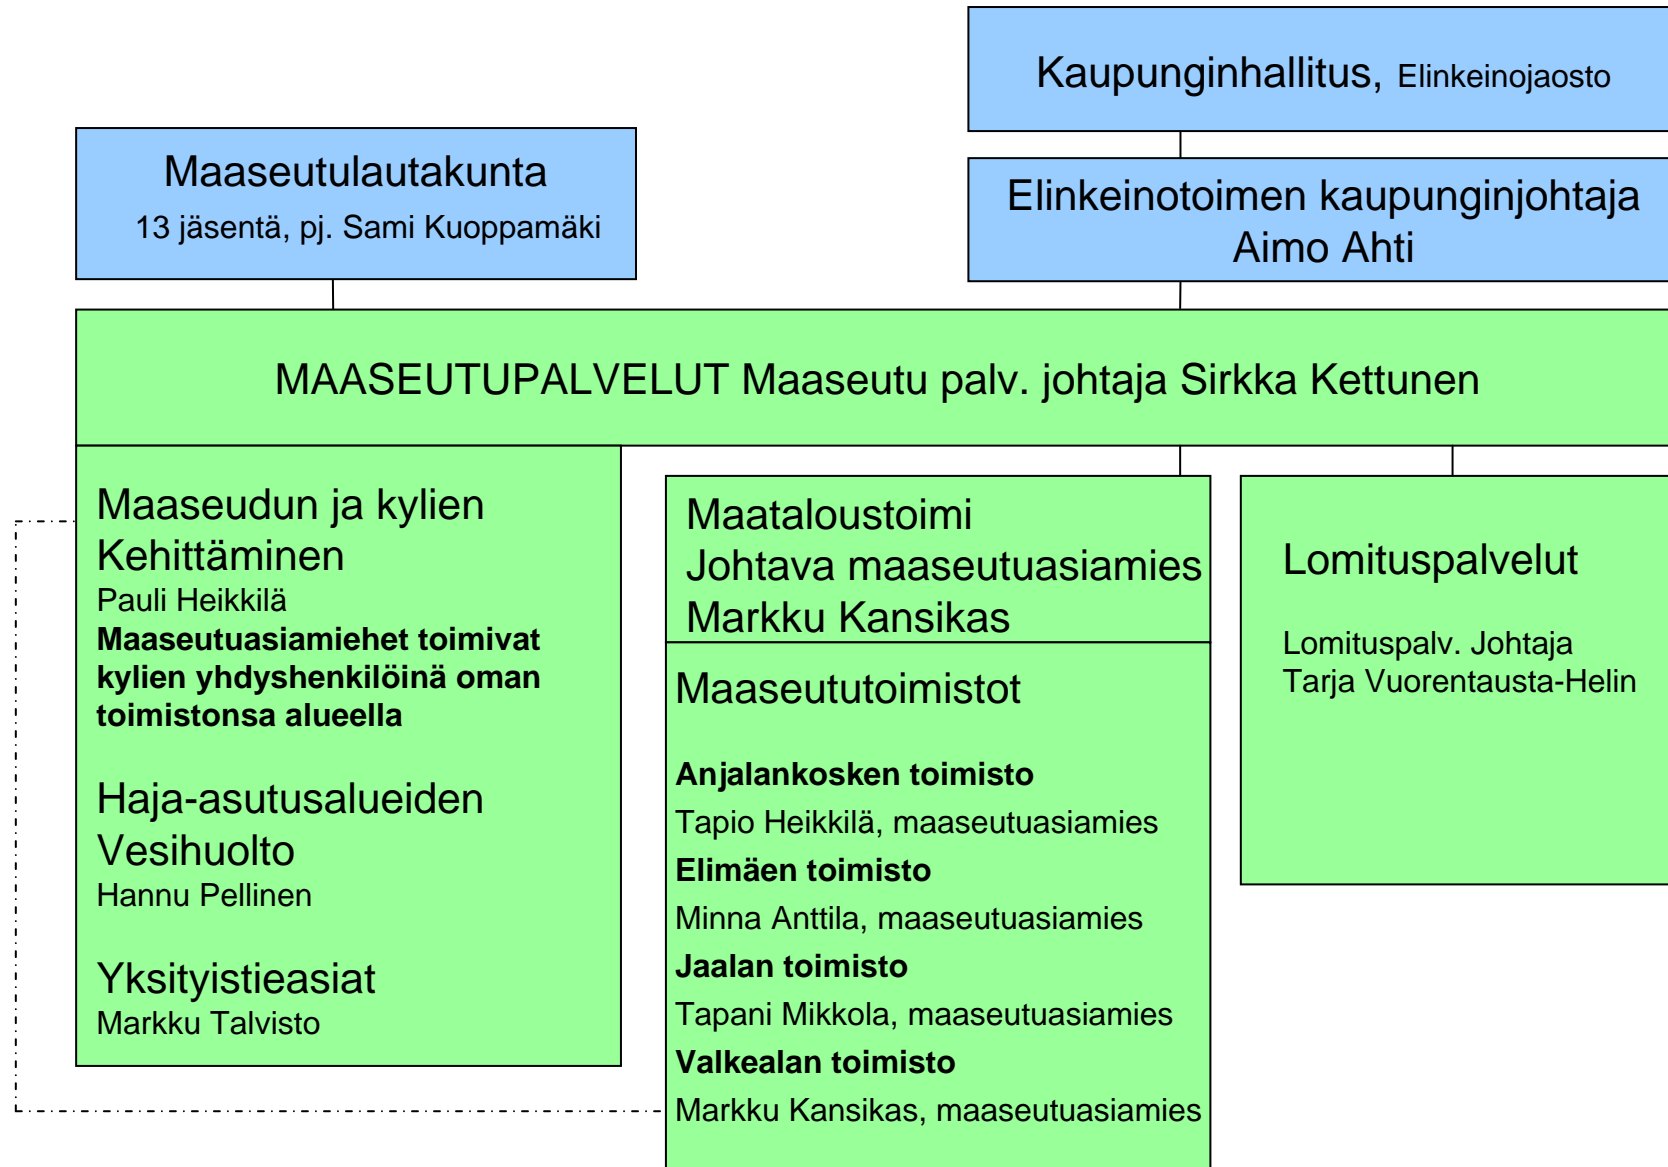 Kaupunginhallitus, Elinkeinojaosto
Maaseutulautakunta
13 jäsentä, pj. Sami Kuoppamäki
Elinkeinotoimen kaupunginjohtaja
Aimo Ahti
MAASEUTUPALVELUT Maaseutu palv. johtaja Sirkka Kettunen
Maaseudun ja kylien
Kehittäminen
Pauli Heikkilä
Maaseutuasiamiehet toimivat
kylien yhdyshenkilöinä oman
toimistonsa alueella
Haja-asutusalueiden
Vesihuolto
Hannu Pellinen
Yksityistieasiat
Markku Talvisto
Maataloustoimi
Johtava maaseutuasiamies
Markku Kansikas
Maaseututoimistot
Anjalankosken toimisto
Tapio Heikkilä, maaseutuasiamies
Elimäen toimisto
Minna Anttila, maaseutuasiamies
Jaalan toimisto
Tapani Mikkola, maaseutuasiamies
Valkealan toimisto
Markku Kansikas, maaseutuasiamies
Lomituspalvelut
Lomituspalv. Johtaja
Tarja Vuorentausta-Helin